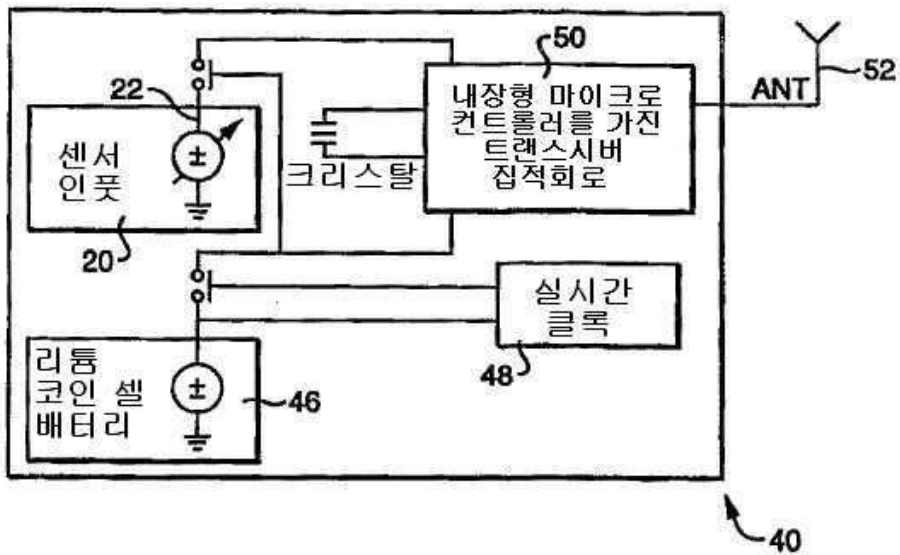 50
내장형 마이크로
컨트롤러를 가진
트랜스시버
집적회로
ANT
52
22
센서
인풋
20
크리스탈
실시간
클록
48
리튬
코인 셀
배터리
46
40